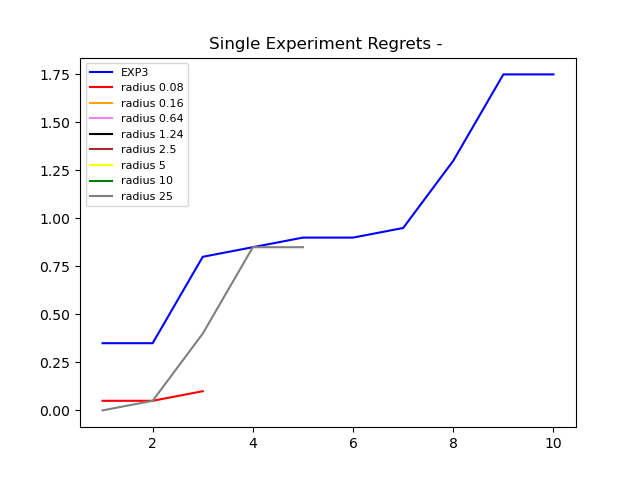 Single Experiment Regrets -
EXP3
radius 0.08
radius 0.16
radius 0.64
radius 1.24
radius 2.5
radius 5
radius 10
radius 25
1.75
1.50
1.25
1.00
0.75
0.50
0.25
0.00
2 4 6 8 10